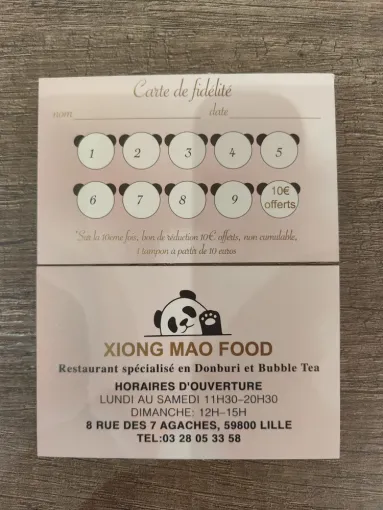 Carte de fidélité
nom date
1 2 3 4 5
6 7 8 9 10€ offerts
*Sur la 10eme fois, bon de réduction 10€ offerts, non cumulable,
1 tampon a partir de 10 euros
XIONG MAO FOOD
Restaurant spécialisé en Donburi et Bubble Tea
HORAIRES D'OUVERTURE
LUNDI AU SAMEDI 11H30-20H30
DIMANCHE: 12H-15H
8 RUE DES 7 AGACHES, 59800 LILLE
TEL:03 28 05 33 58